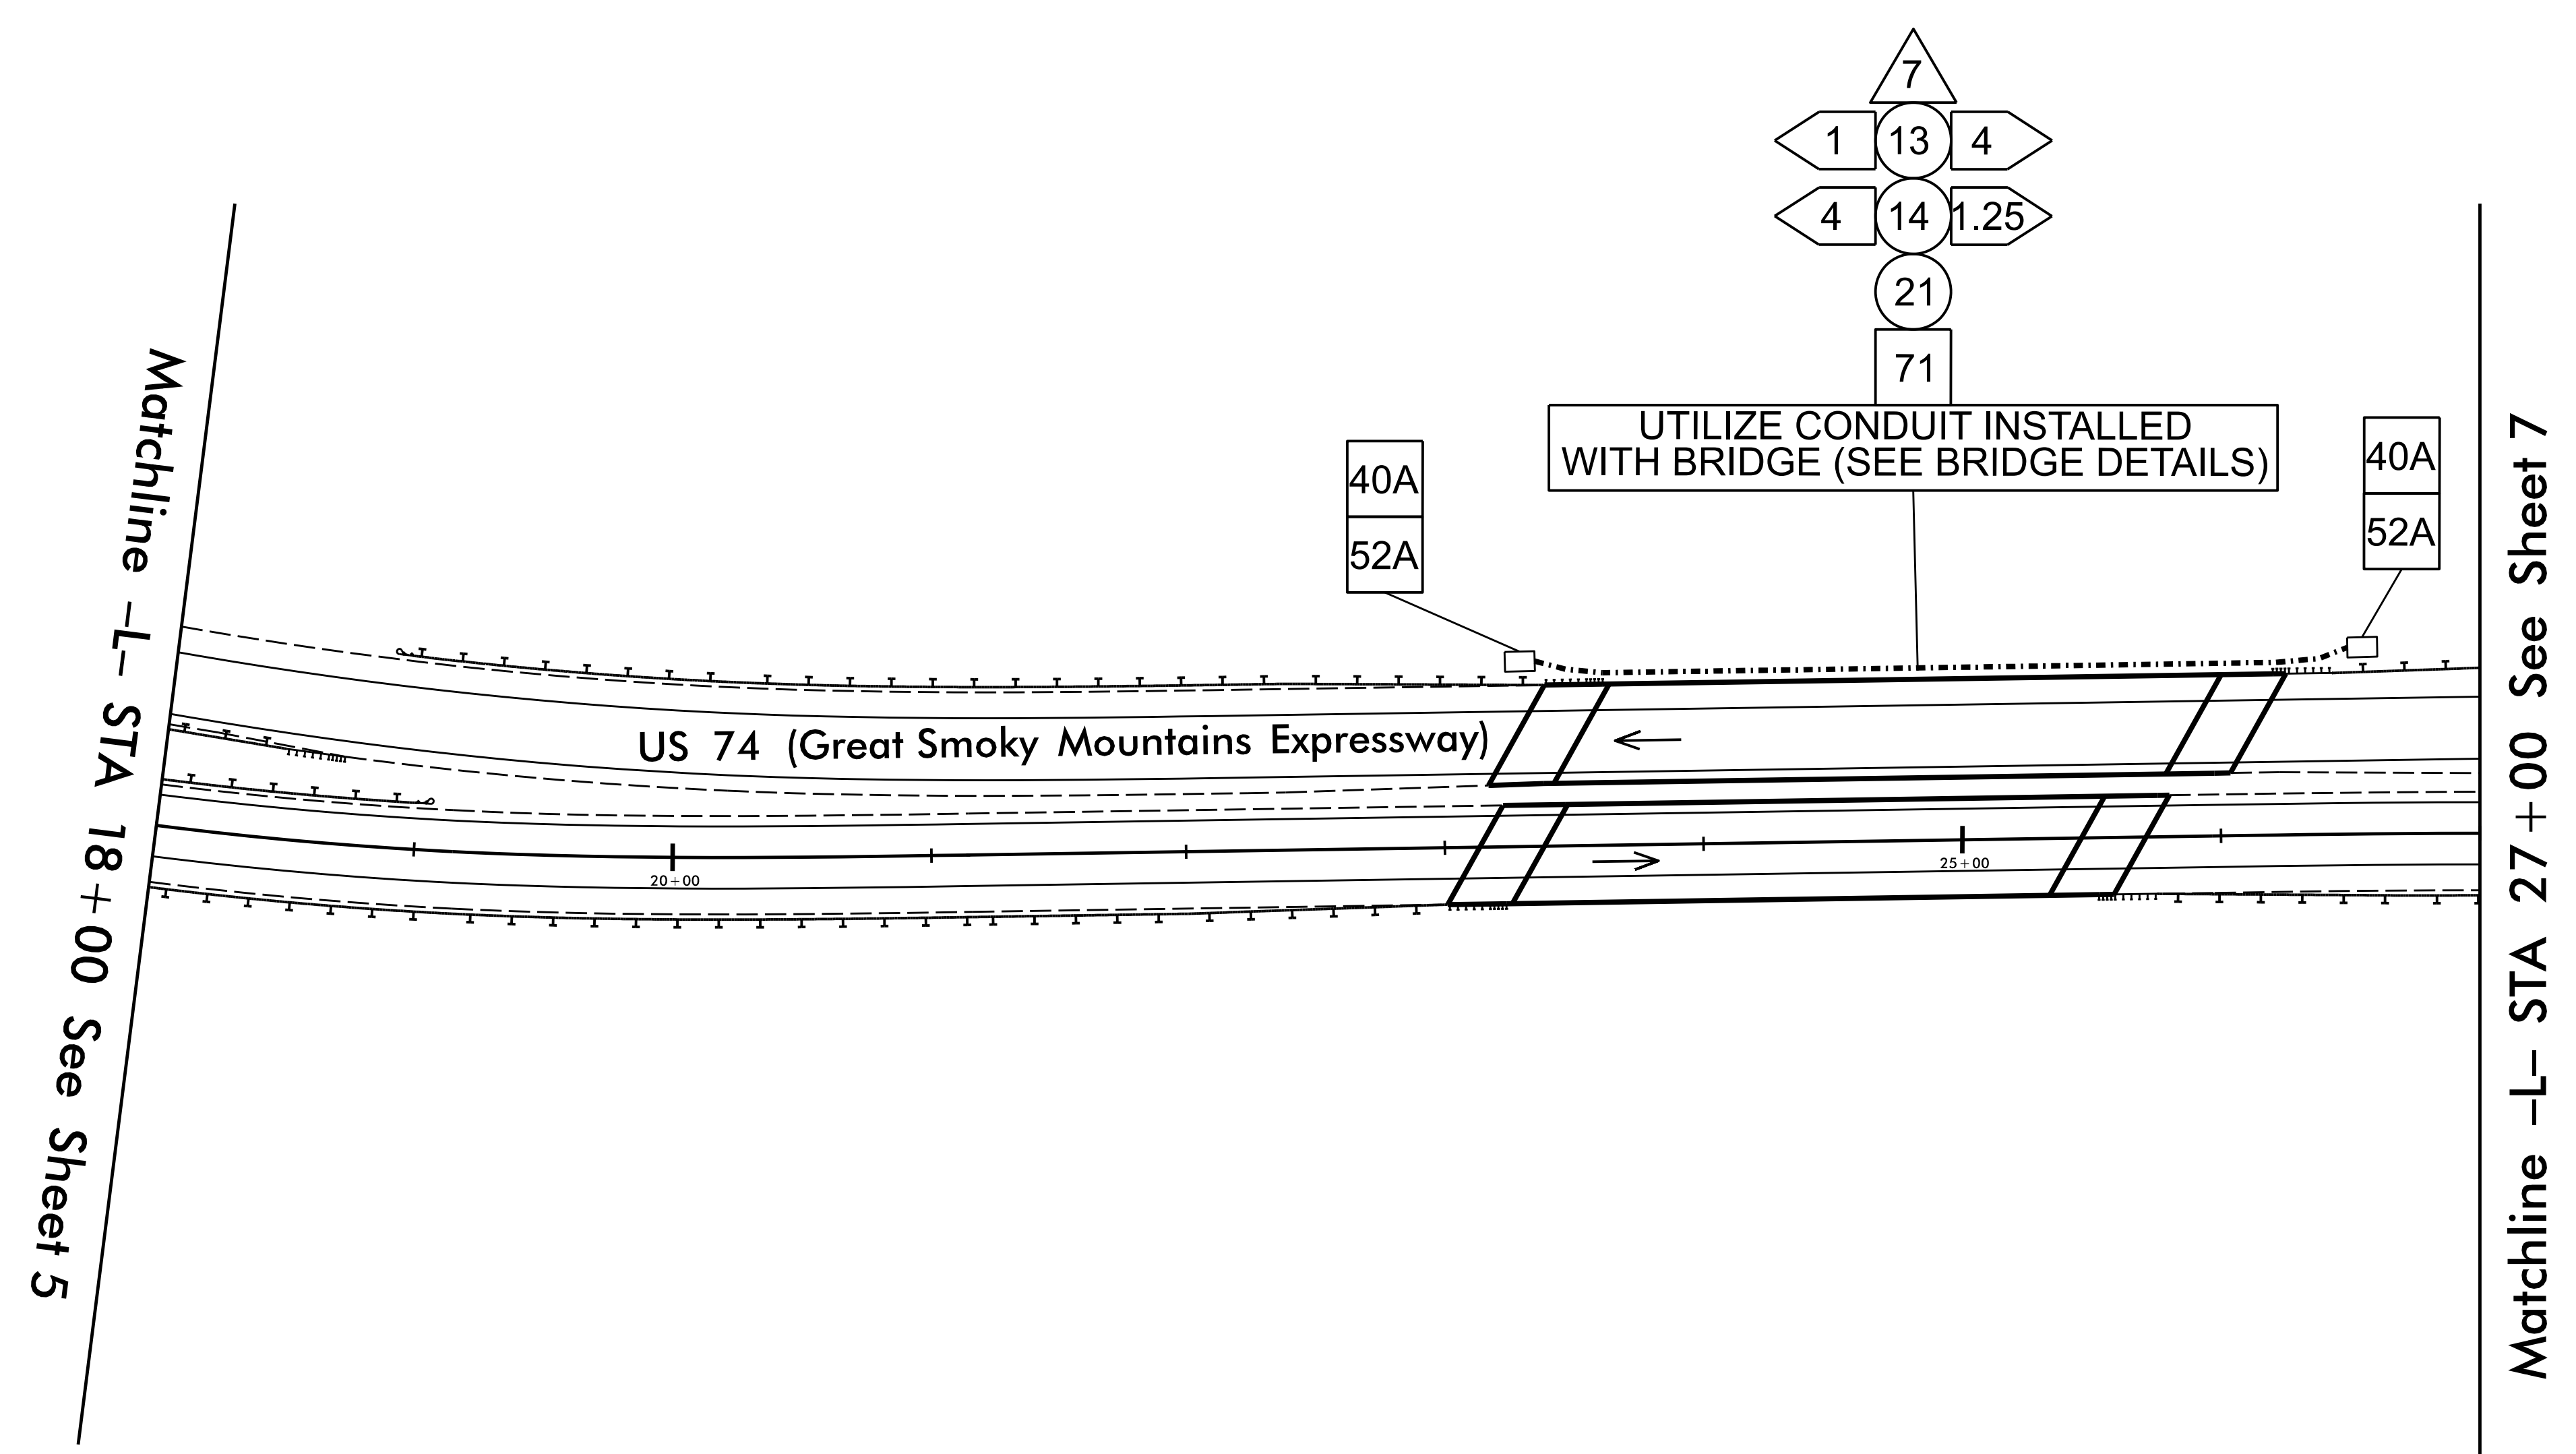 7
1 13 4
4 14 1.25
21
71
UTILIZE CONDUIT INSTALLED
WITH BRIDGE (SEE BRIDGE DETAILS)
40A
52A
40A
52A
Matchline -L- STA 18+00 See Sheet 5
US 74 (Great Smoky Mountains Expressway)
20+00
25+00
Matchline -L- STA 27+00 See Sheet 7